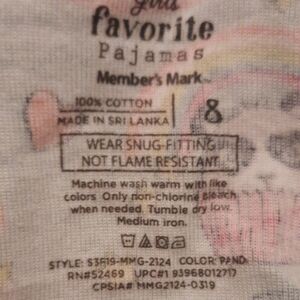 girls
favorite
Pajamas
Member's Mark™
100% COTTON
MADE IN SRI LANKA
8
WEAR SNUG-FITTING
NOT FLAME RESISTANT
Machine wash warm with like
colors. Only non-chlorine bleach
when needed. Tumble dry low.
Medium iron.
STYLE: S3F19-MMG-2124 COLOR: PAND
RN#52469 UPC#1 93968012717
CPSIA# MMG2124-0319